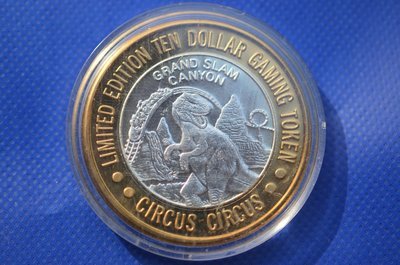 LIMITED EDITION TEN DOLLAR GAMING TOKEN
GRAND SLAM
CANYON
CIRCUS CIRCUS